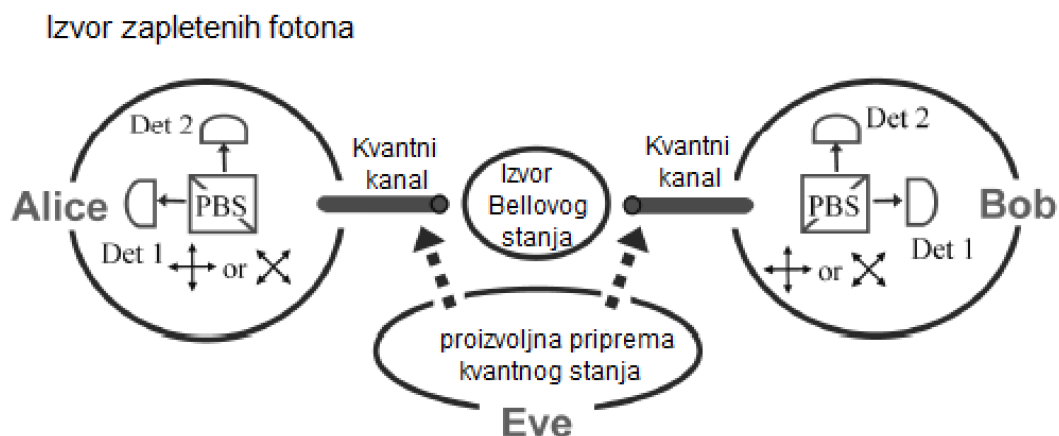 Izvor zapletenih fotona
Det 2
Alice
PBS
Det 1
or
Kvantni
kanal
Izvor
Bellovog
stanja
Kvantni
kanal
Det 2
PBS
Bob
Det 1
or
proizvoljna priprema
kvantnog stanja
Eve